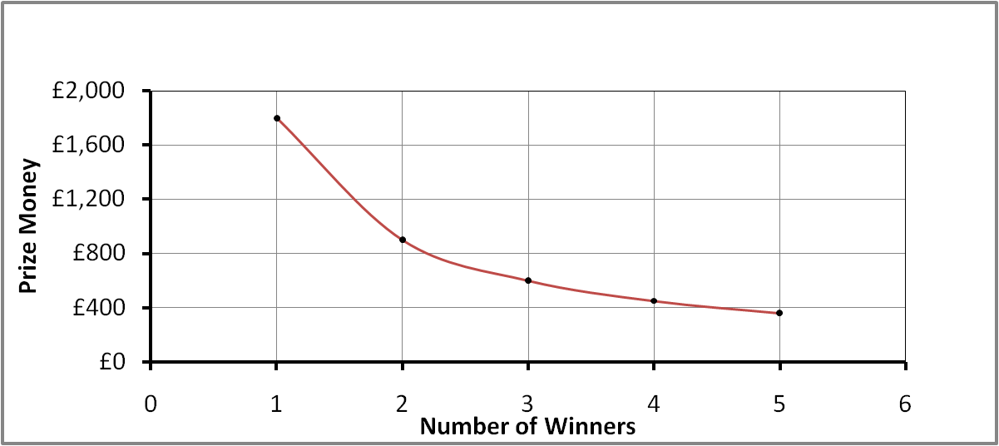 £2,000
£1,600
£1,200
£800
£400
£0
Prize Money
0 1 2 3 4 5 6
Number of Winners